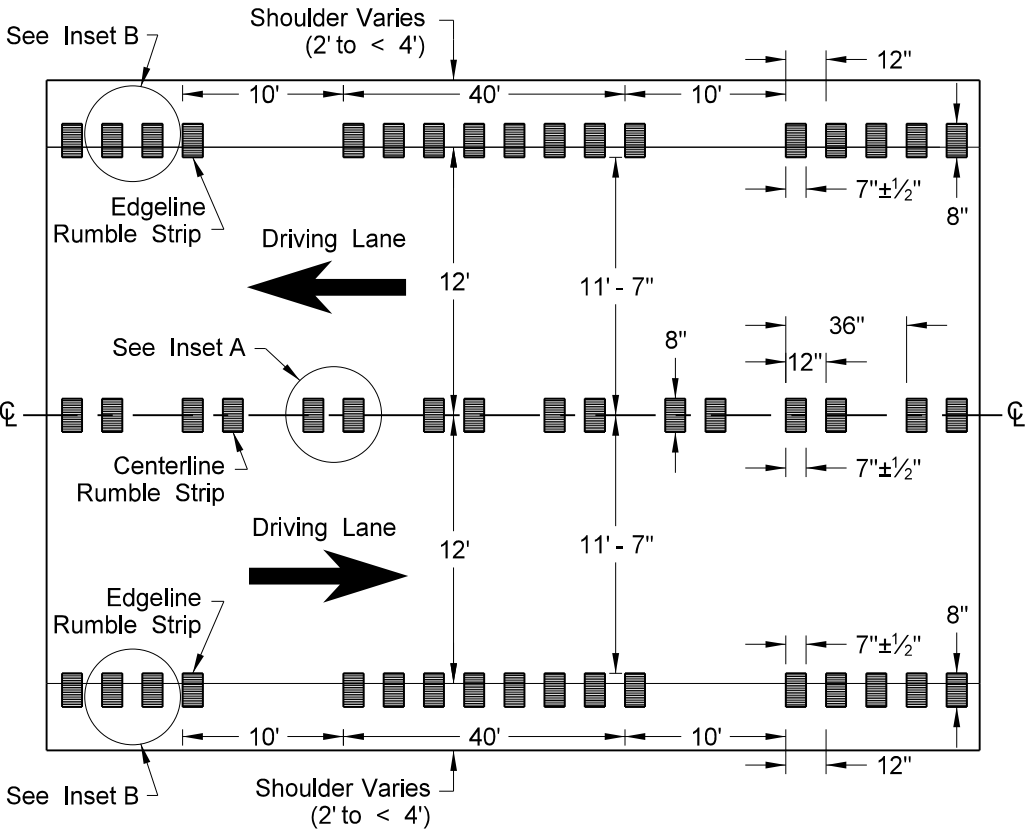 Shoulder Varies
(2' to < 4')
See Inset B
12"
10'
40'
10'
7"±½"
8"
Edgeline
Rumble Strip
Driving Lane
12'
11' - 7"
36"
8"
See Inset A
12"
℄
℄
Centerline
Rumble Strip
7"±½"
Driving Lane
12'
11' - 7"
Edgeline
Rumble Strip
8"
7"±½"
10'
40'
10'
12"
See Inset B
Shoulder Varies
(2' to < 4')